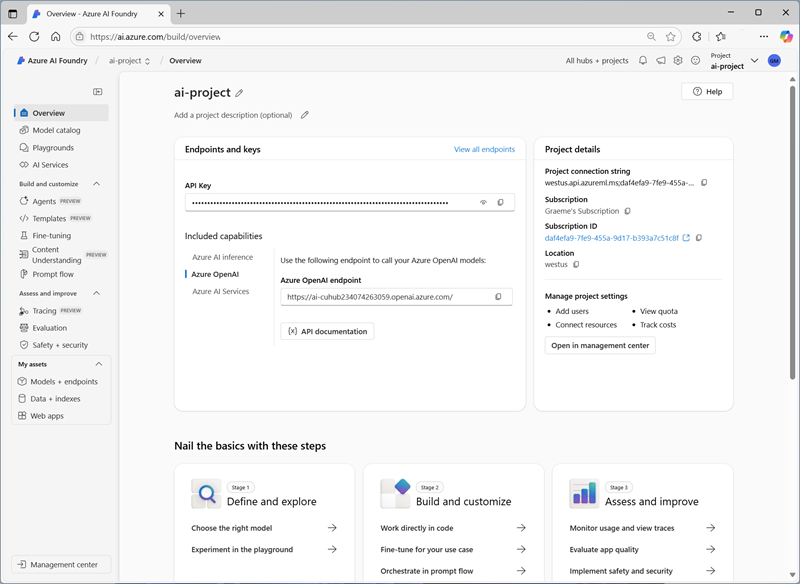 Overview - Azure AI Foundry
https://ai.azure.com/build/overview
Azure AI Foundry / ai-project / Overview
All hubs + projects
Project
ai-project
GM
Overview
Model catalog
Playgrounds
AI Services
Build and customize
Agents PREVIEW
Templates PREVIEW
Fine-tuning
Content
Understanding PREVIEW
Prompt flow
Assess and improve
Tracing PREVIEW
Evaluation
Safety + security
My assets
Models + endpoints
Data + indexes
Web apps
Management center
ai-project
Help
Add a project description (optional)
Endpoints and keys
View all endpoints
API Key
Included capabilities
Azure AI inference
Azure OpenAI
Azure AI Services
Use the following endpoint to call your Azure OpenAI models:
Azure OpenAI endpoint
https://ai-cuhub234074263059.openai.azure.com/
API documentation
Project details
Project connection string
westus.api.azureml.ms;daf4efa9-7fe9-455a-...
Subscription
Graeme's Subscription
Subscription ID
daf4efa9-7fe9-455a-9d17-b393a7c51c8f
Location
westus
Manage project settings
• Add users
• View quota
• Connect resources
• Track costs
Open in management center
Nail the basics with these steps
Stage 1
Define and explore
Choose the right model
Experiment in the playground
Stage 2
Build and customize
Work directly in code
Fine-tune for your use case
Orchestrate in prompt flow
Stage 3
Assess and improve
Monitor usage and view traces
Evaluate app quality
Implement safety and security